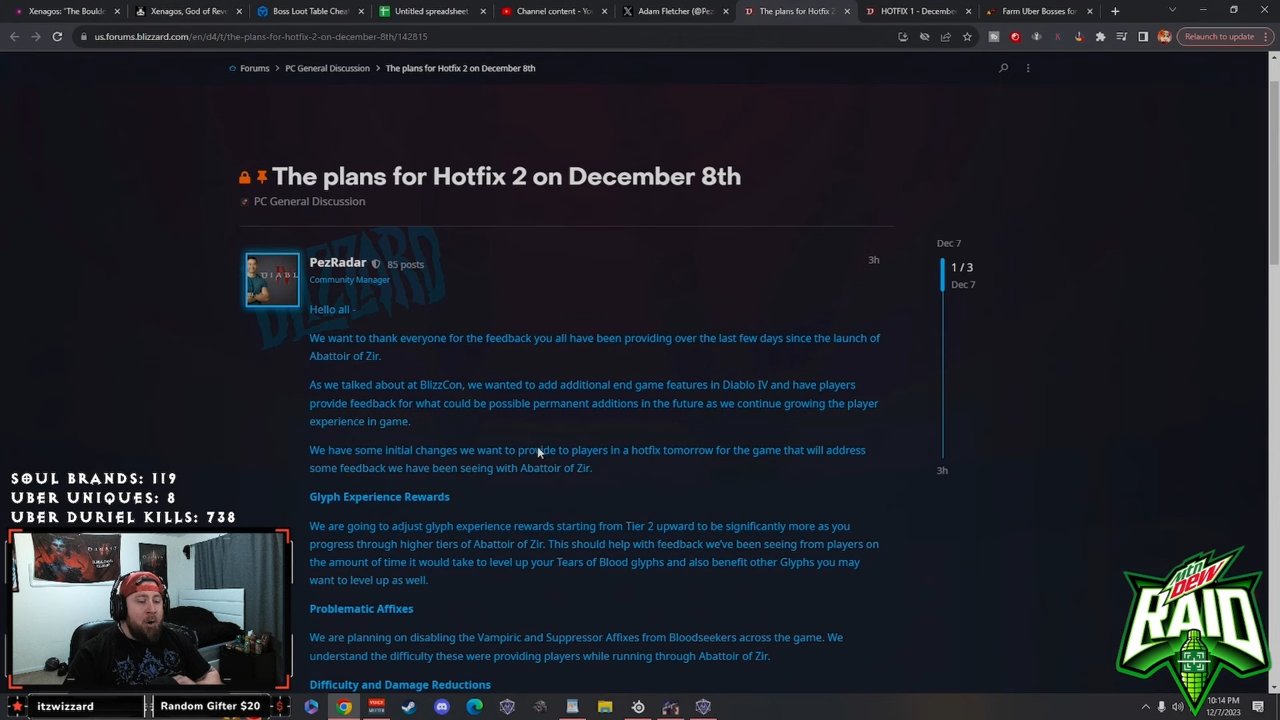 Xenagos: "The Boulde
Xenagos, God of Reve
Boss Loot Table Cheat
Untitled spreadsheet
Channel content - Yo
Adam Fletcher (@Pez
The plans for Hotfix 2
HOTFIX 1 - December
Farm Uber Bosses for
us.forums.blizzard.com/en/d4/t/the-plans-for-hotfix-2-on-december-8th/142815
Relaunch to update
Forums > PC General Discussion > The plans for Hotfix 2 on December 8th
The plans for Hotfix 2 on December 8th
PC General Discussion
BLIZZARD
DIABL
PezRadar 85 posts
3h
Community Manager
Hello all -
We want to thank everyone for the feedback you all have been providing over the last few days since the launch of
Abattoir of Zir.
As we talked about at BlizzCon, we wanted to add additional end game features in Diablo IV and have players
provide feedback for what could be possible permanent additions in the future as we continue growing the player
experience in game.
We have some initial changes we want to provide to players in a hotfix tomorrow for the game that will address
some feedback we have been seeing with Abattoir of Zir.
Glyph Experience Rewards
We are going to adjust glyph experience rewards starting from Tier 2 upward to be significantly more as you
progress through higher tiers of Abattoir of Zir. This should help with feedback we've been seeing from players on
the amount of time it would take to level up your Tears of Blood glyphs and also benefit other Glyphs you may
want to level up as well.
Problematic Affixes
We are planning on disabling the Vampiric and Suppressor Affixes from Bloodseekers across the game. We
understand the difficulty these were providing players while running through Abattoir of Zir.
Difficulty and Damage Reductions
Dec 7
1 / 3
Dec 7
3h
SOUL BRANDS: 119
UBER UNIQUES: 8
UBER DURIEL KILLS: 738
itzwizzard
Random Gifter $20
mtn
DEW
RAID
10:14 PM
12/7/2023